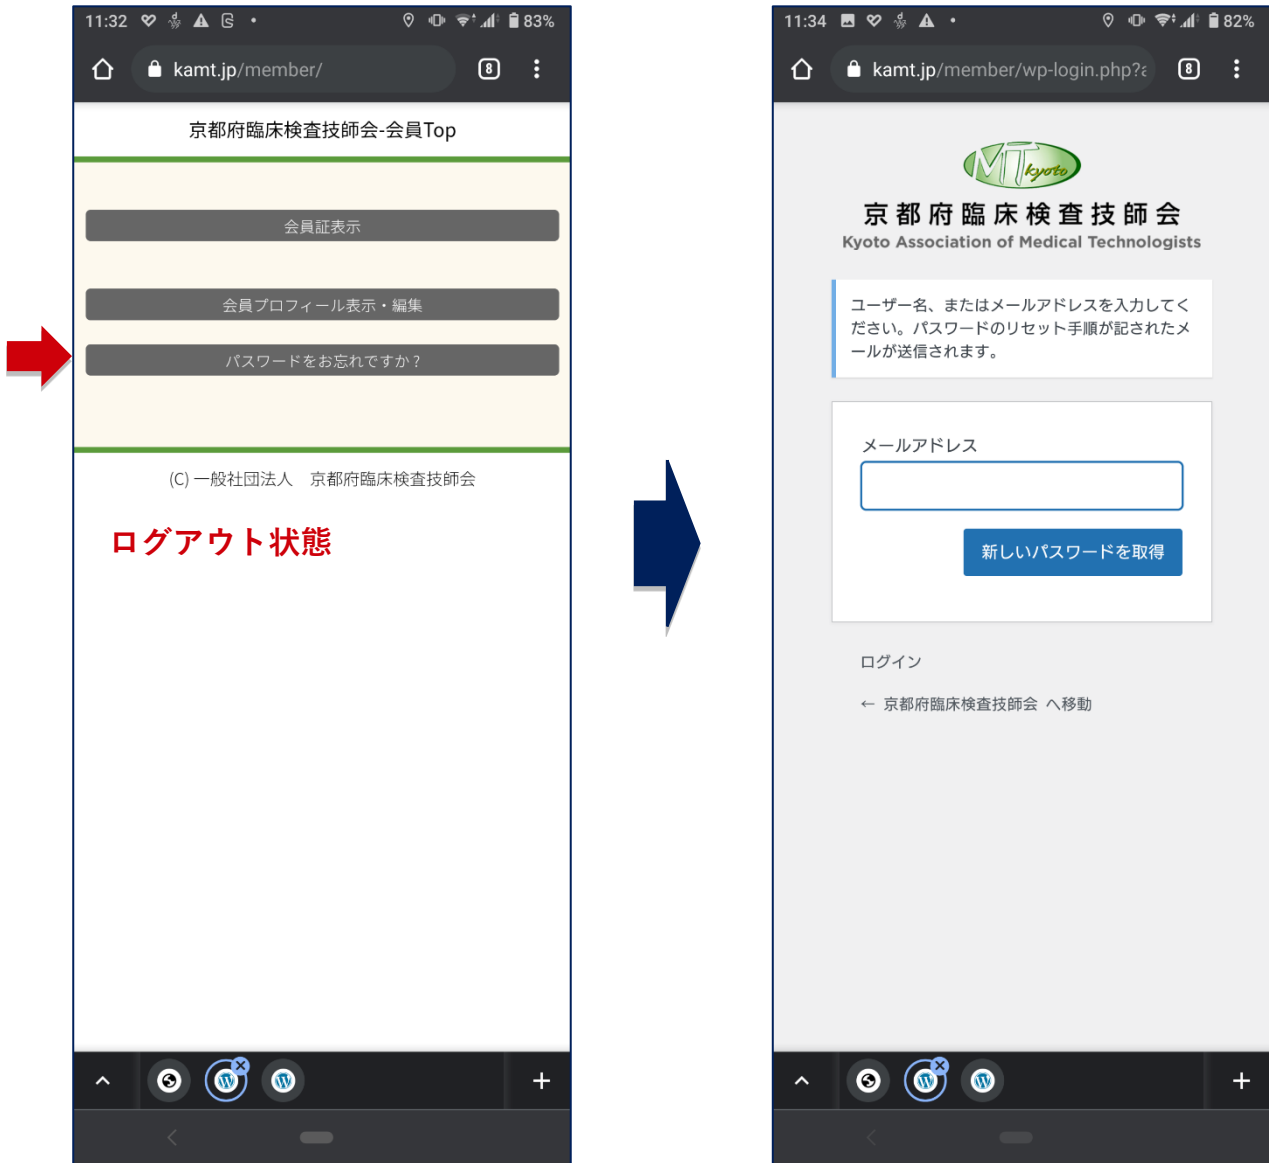 11:32
83%
kamt.jp/member/
8
京都府臨床検査技師会-会員Top
会員証表示
会員プロフィール表示・編集
パスワードをお忘れですか？
(C) 一般社団法人　京都府臨床検査技師会
ログアウト状態
11:34
82%
kamt.jp/member/wp-login.php?a
8
MT kyoto
京都府臨床検査技師会
Kyoto Association of Medical Technologists
ユーザー名、またはメールアドレスを入力してく
ださい。パスワードのリセット手順が記されたメ
ールが送信されます。
メールアドレス
新しいパスワードを取得
ログイン
← 京都府臨床検査技師会 へ移動